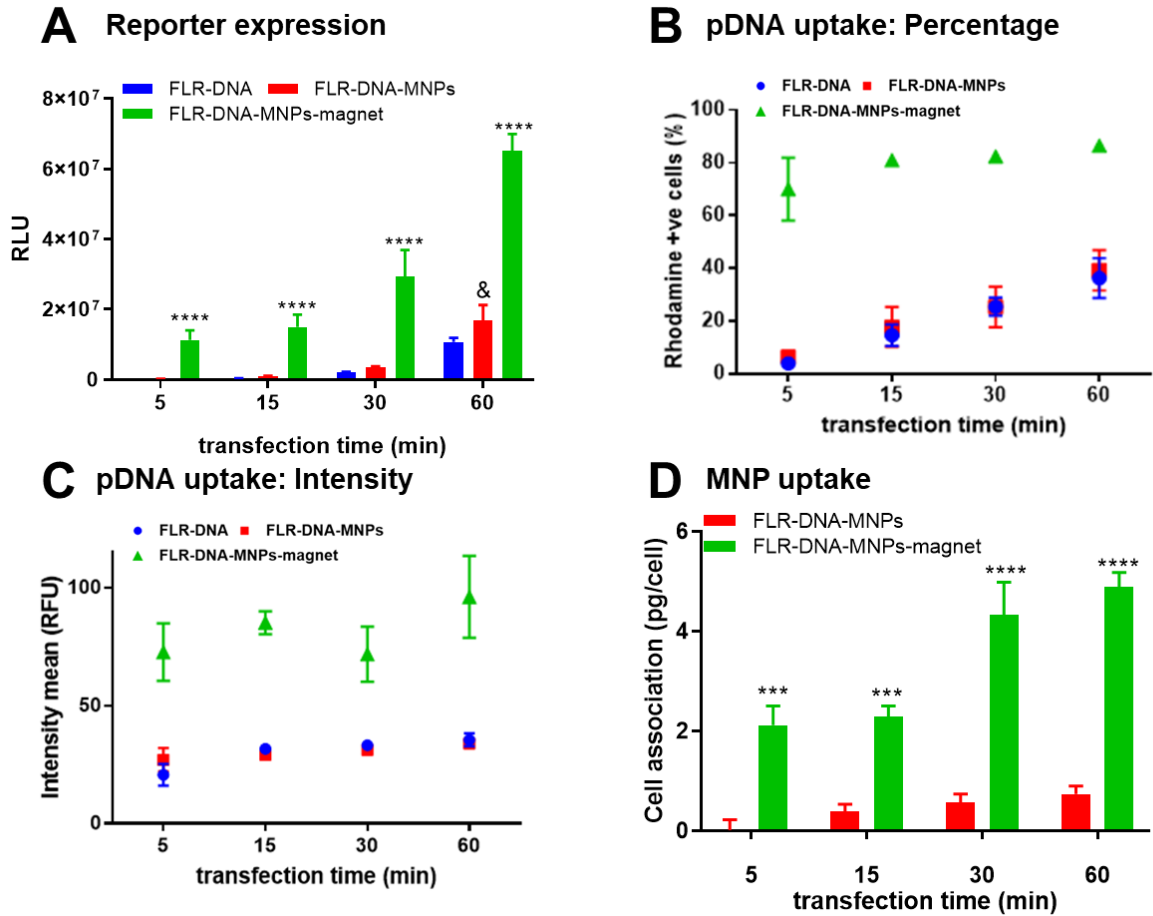 A Reporter expression
FLR-DNA FLR-DNA-MNPs
FLR-DNA-MNPs-magnet
8×10⁷
6×10⁷
4×10⁷
2×10⁷
0
RLU
****
****
****
&
****
5 15 30 60
transfection time (min)
B pDNA uptake: Percentage
FLR-DNA FLR-DNA-MNPs
FLR-DNA-MNPs-magnet
100
80
60
40
20
0
Rhodamine +ve cells (%)
5 15 30 60
transfection time (min)
C pDNA uptake: Intensity
FLR-DNA FLR-DNA-MNPs
FLR-DNA-MNPs-magnet
100
50
0
Intensity mean (RFU)
5 15 30 60
transfection time (min)
D MNP uptake
FLR-DNA-MNPs
FLR-DNA-MNPs-magnet
6
4
2
0
Cell association (pg/cell)
***
***
****
****
5 15 30 60
transfection time (min)